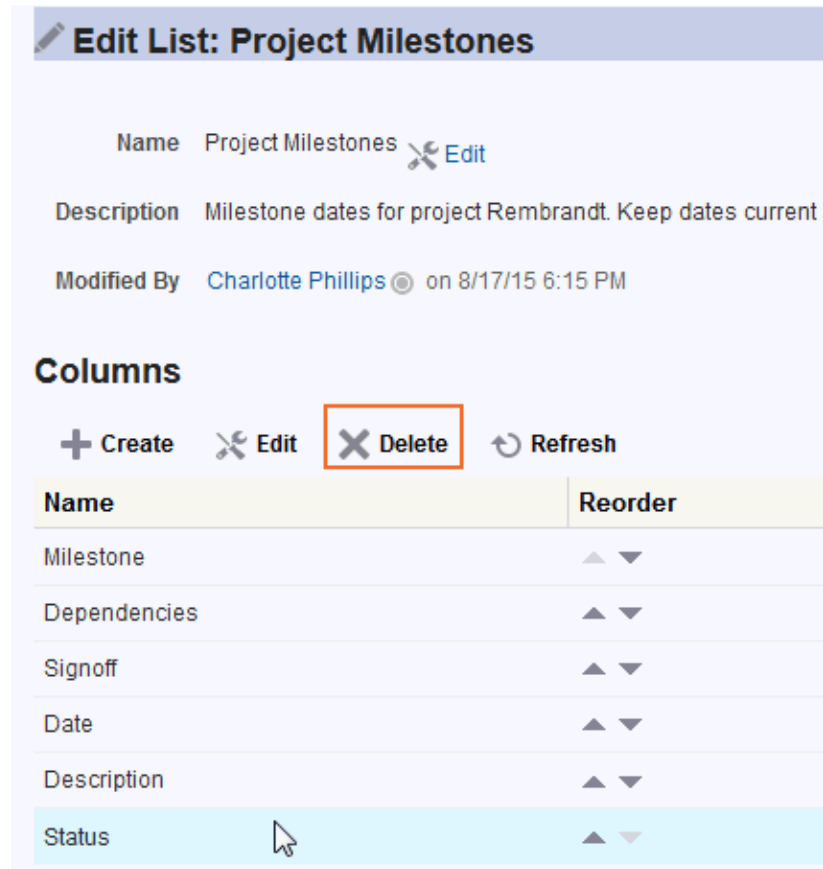 Edit List: Project Milestones
Name Project Milestones Edit
Description Milestone dates for project Rembrandt. Keep dates current
Modified By Charlotte Phillips on 8/17/15 6:15 PM
Columns
Create Edit Delete Refresh
Name Reorder
Milestone
Dependencies
Signoff
Date
Description
Status